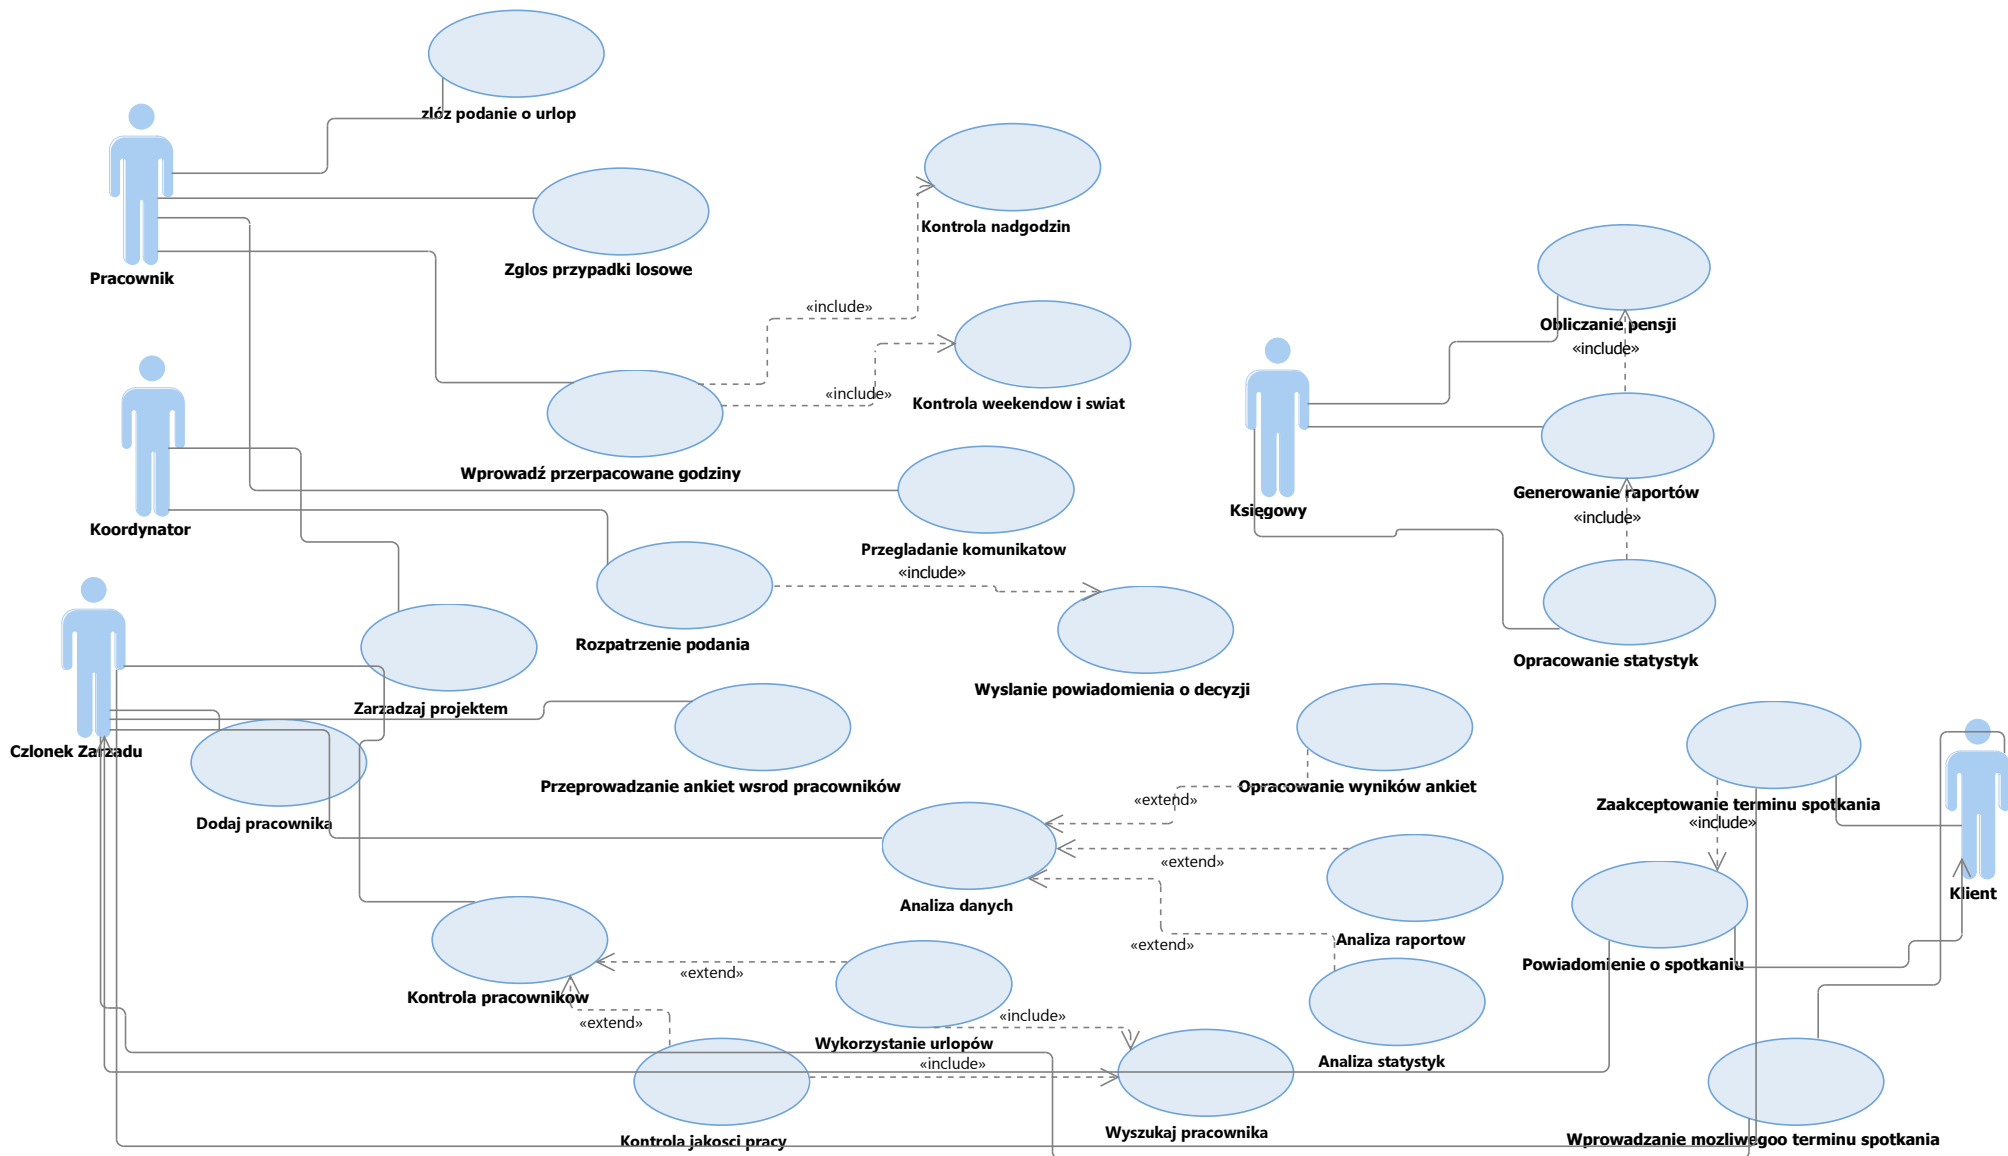 zlóz podanie o urlop
Pracownik
Zglos przypadki losowe
Kontrola nadgodzin
«include»
Obliczanie pensji
«include»
«include»
Kontrola weekendow i swiat
Wprowadź przerpacowane godziny
Generowanie raportów
«include»
Księgowy
Koordynator
Przegladanie komunikatow
«include»
Rozpatrzenie podania
Opracowanie statystyk
Wyslanie powiadomienia o decyzji
Zarzadzaj projektem
Czlonek Zarzadu
Przeprowadzanie ankiet wsrod pracowników
Opracowanie wyników ankiet
«extend»
Zaakceptowanie terminu spotkania
«include»
Dodaj pracownika
«extend»
Klient
Analiza danych
Analiza raportow
«extend»
Powiadomienie o spotkaniu
«extend»
Kontrola pracowników
«extend»
«include»
Wykorzystanie urlopów
«include»
Analiza statystyk
Kontrola jakosci pracy
Wyszukaj pracownika
Wprowadzanie mozliwegoo terminu spotkania